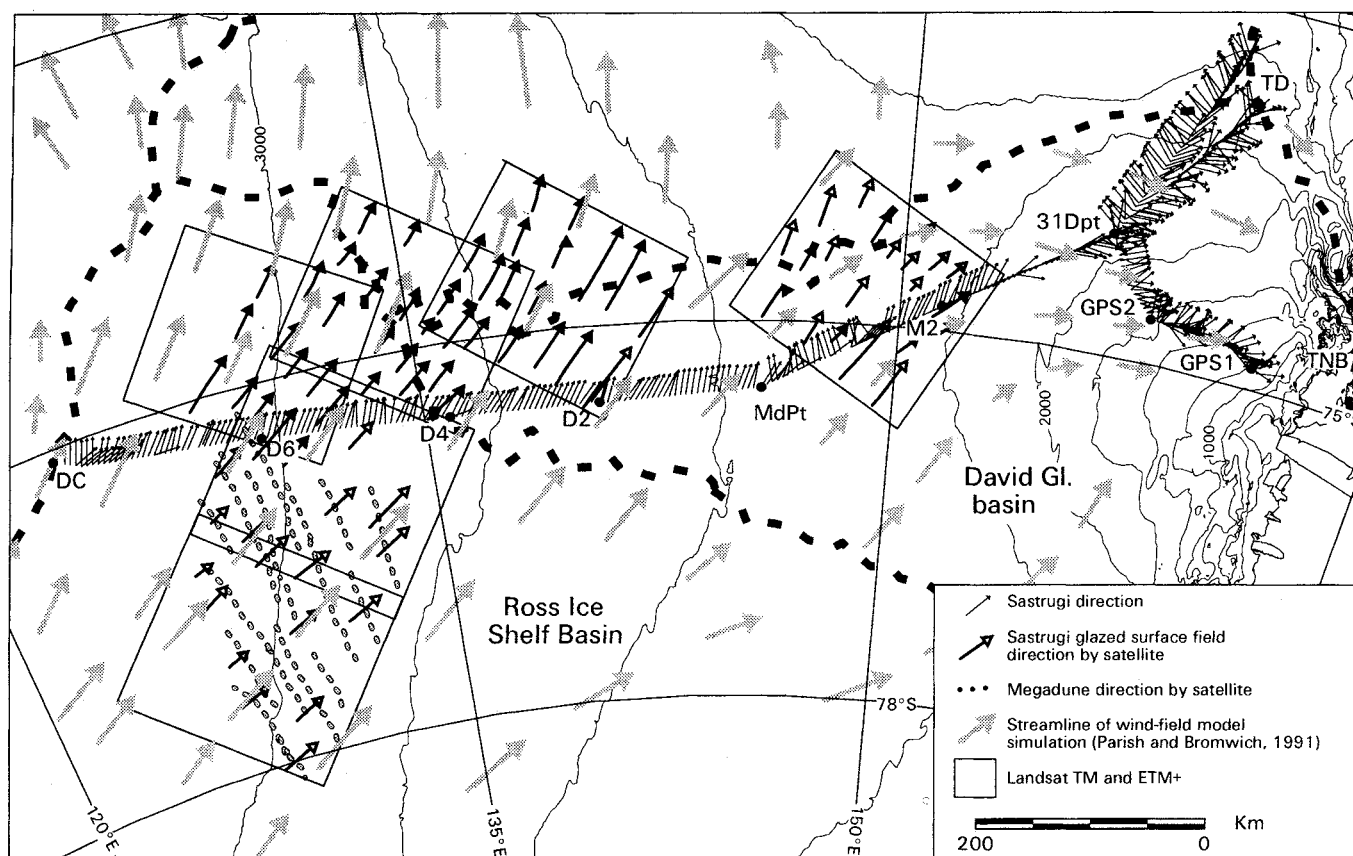 TD
3000
31Dpt
GPS2
GPS1
TNB
75°
M2
MdPt
D2
D4
D6
DC
2000
1000
David Gl.
basin
Ross Ice
Shelf Basin
78°S
120°E
135°E
150°E
Sastrugi direction
Sastrugi glazed surface field
direction by satellite
Megadune direction by satellite
Streamline of wind-field model
simulation (Parish and Bromwich, 1991)
Landsat TM and ETM+
Km
200 0